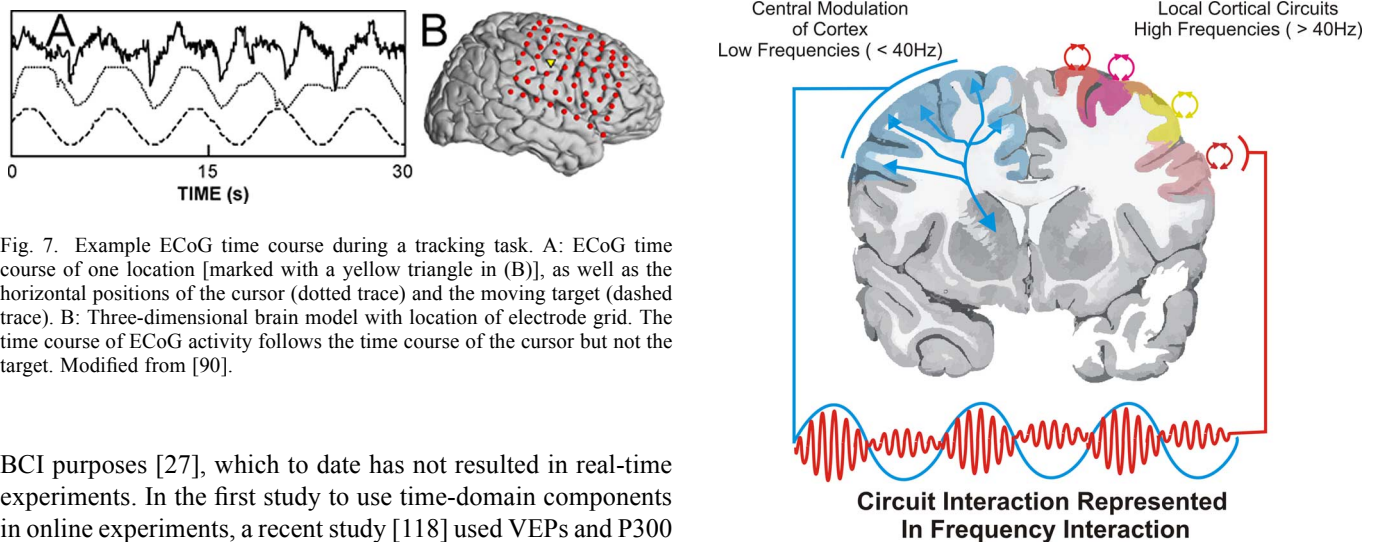 A
B
0
15
30
TIME (s)
Fig. 7. Example ECoG time course during a tracking task. A: ECoG time
course of one location [marked with a yellow triangle in (B)], as well as the
horizontal positions of the cursor (dotted trace) and the moving target (dashed
trace). B: Three-dimensional brain model with location of electrode grid. The
time course of ECoG activity follows the time course of the cursor but not the
target. Modified from [90].
BCI purposes [27], which to date has not resulted in real-time
experiments. In the first study to use time-domain components
in online experiments, a recent study [118] used VEPs and P300
Central Modulation
of Cortex
Low Frequencies ( < 40Hz)
Local Cortical Circuits
High Frequencies ( > 40Hz)
Circuit Interaction Represented
In Frequency Interaction